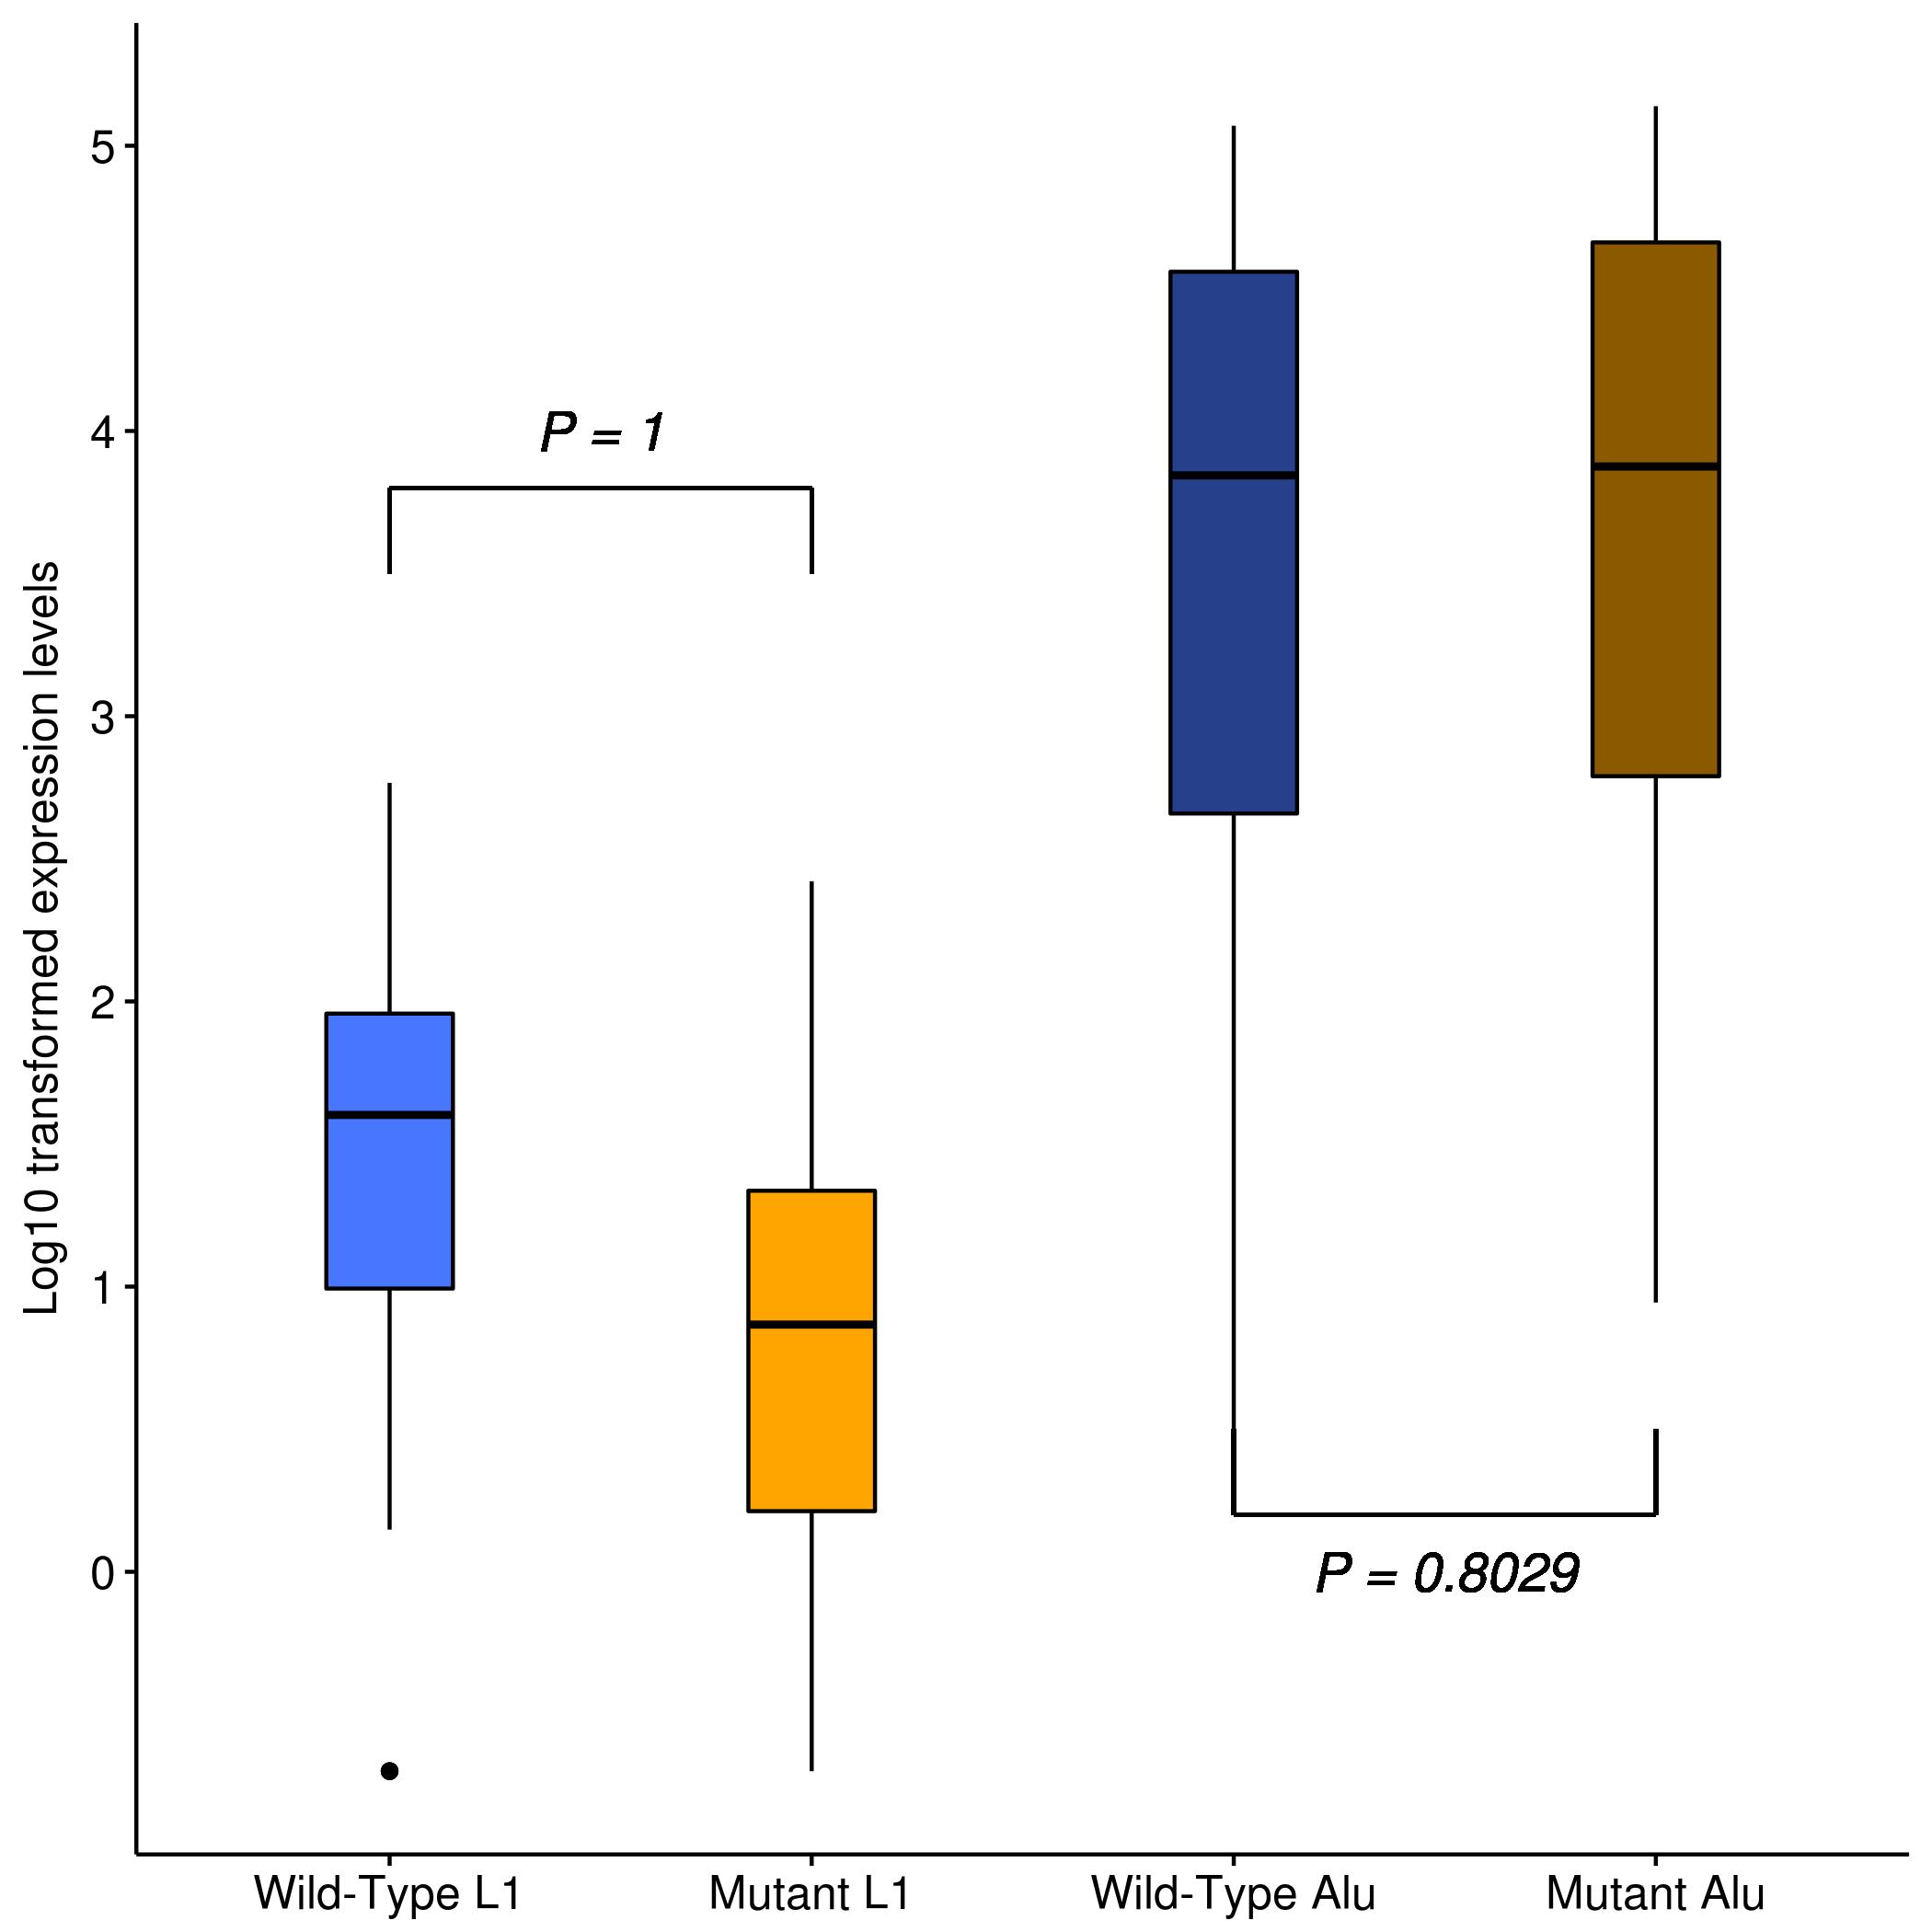 Log10 transformed expression levels
5
4
3
2
1
0
P = 1
P = 0.8029
Wild-Type L1
Mutant L1
Wild-Type Alu
Mutant Alu